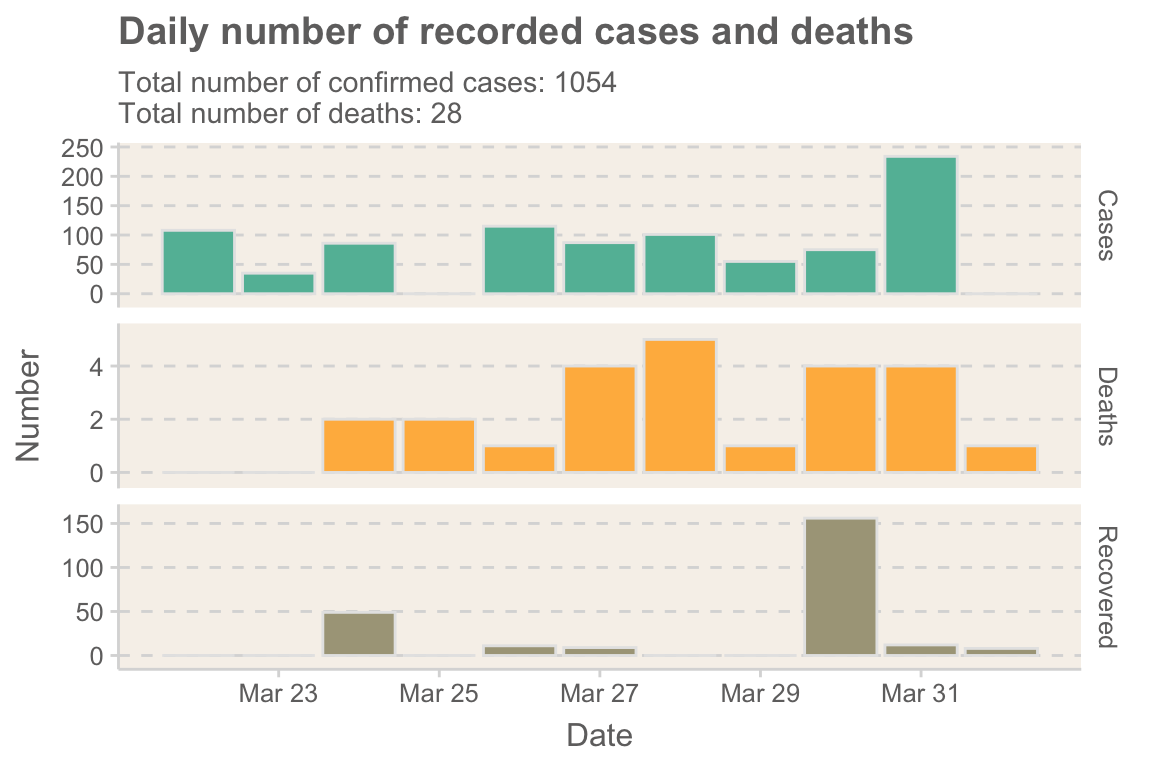 Daily number of recorded cases and deaths
Total number of confirmed cases: 1054
Total number of deaths: 28
250
200
150
100
50
0
Cases
4
2
0
Deaths
150
100
50
0
Recovered
Number
Mar 23 Mar 25 Mar 27 Mar 29 Mar 31
Date